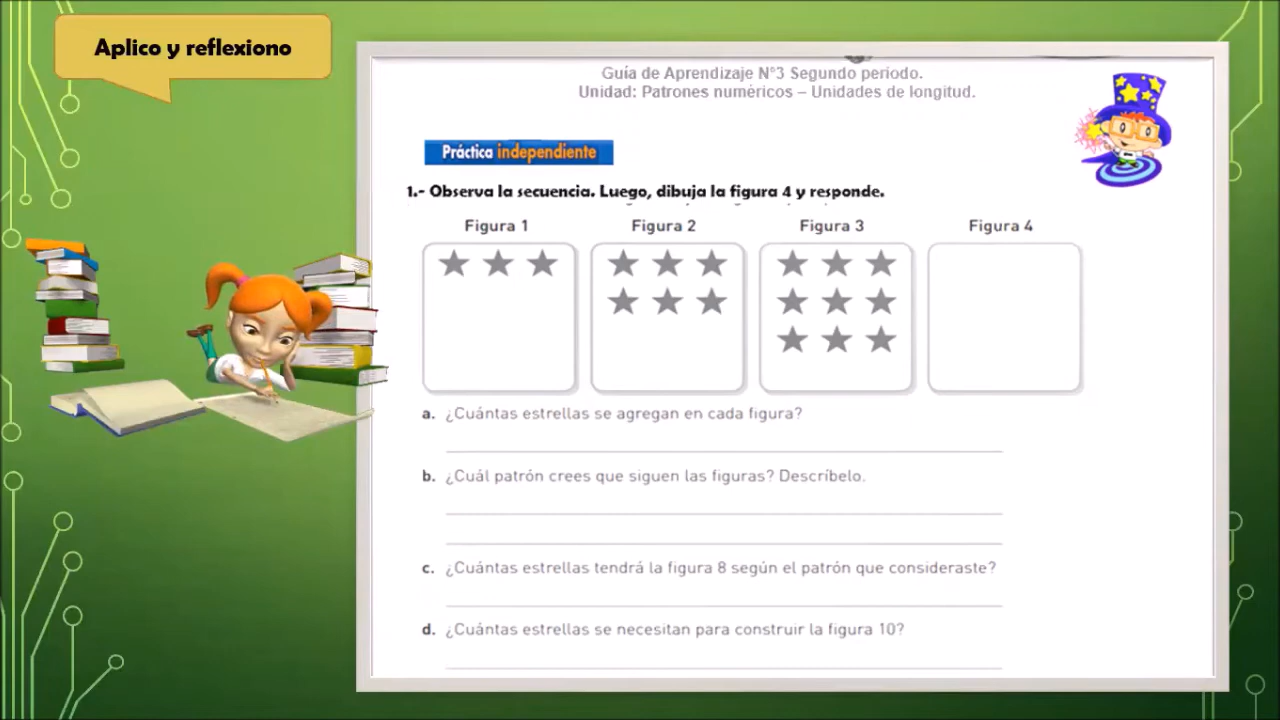 Aplico y reflexiono
Guía de Aprendizaje N°3 Segundo periodo.
Unidad: Patrones numéricos – Unidades de longitud.
Práctica independiente
1.- Observa la secuencia. Luego, dibuja la figura 4 y responde.
Figura 1 Figura 2 Figura 3 Figura 4
a. ¿Cuántas estrellas se agregan en cada figura?
b. ¿Cuál patrón crees que siguen las figuras? Descríbelo.
c. ¿Cuántas estrellas tendrá la figura 8 según el patrón que consideraste?
d. ¿Cuántas estrellas se necesitan para construir la figura 10?